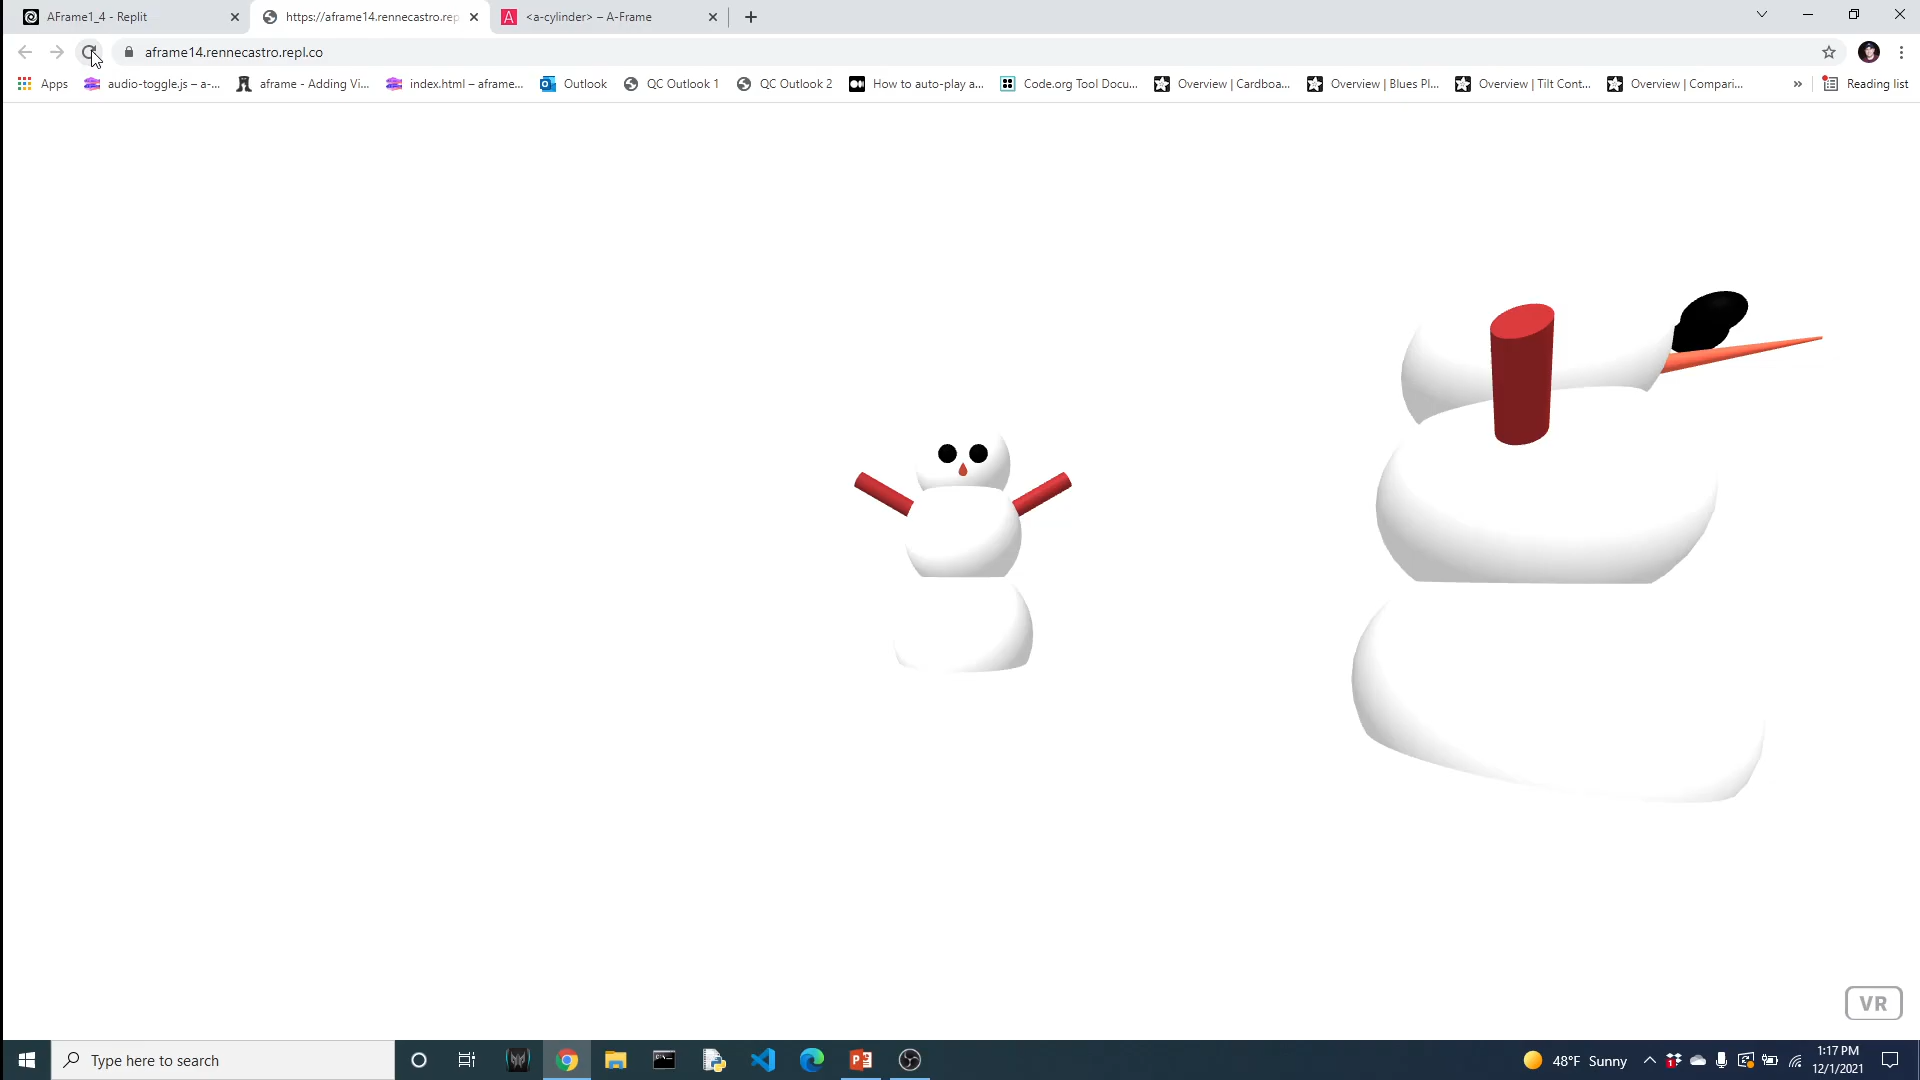 AFrame1_4 - Replit
https://aframe14.rennecastro.rep
A
<a-cylinder> – A-Frame
aframe14.rennecastro.repl.co
Apps
audio-toggle.js – a-...
aframe - Adding Vi...
index.html – aframe...
Outlook
QC Outlook 1
QC Outlook 2
How to auto-play a...
Code.org Tool Docu...
Overview | Cardboa...
Overview | Blues Pl...
Overview | Tilt Cont...
Overview | Compari...
»
Reading list
VR
Type here to search
48°F Sunny
1:17 PM
12/1/2021